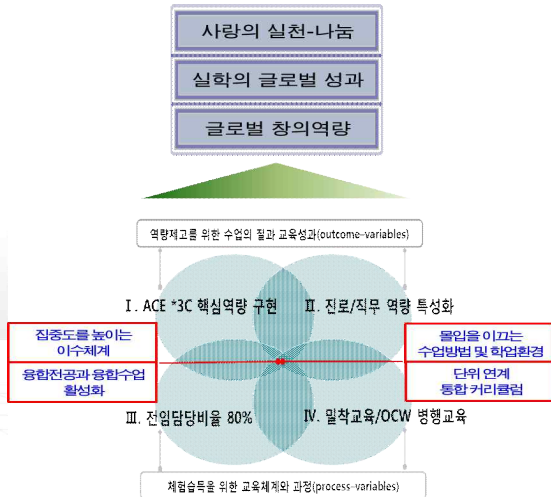 사랑의 실천-나눔
실학의 글로벌 성과
글로벌 창의역량
역량제고를 위한 수업의 질과 교육성과(outcome-variables)
Ⅰ. ACE *3C 핵심역량 구현
Ⅱ. 진로/직무 역량 특성화
집중도를 높이는
이수체계
융합전공과 융합수업
활성화
몰입을 이끄는
수업방법 및 학업환경
단위 연계
통합 커리큘럼
Ⅲ. 전임담당비율 80%
Ⅳ. 밀착교육/OCW 병행교육
체험습득을 위한 교육체계와 과정(process-variables)